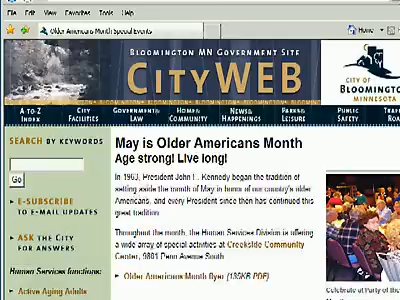 File Edit View Favorites Tools Help
Older Americans Month Special Events
Home
BLOOMINGTON MN GOVERNMENT SITE
CITYWEB
CITY OF
BLOOMINGTON
MINNESOTA
A TO Z INDEX
CITY FACILITIES
GOVERNMENT & LAW
HOME & COMMUNITY
NEWS & HAPPENINGS
PARKS & LEISURE
PUBLIC SAFETY
SEARCH BY KEYWORDS
Go
E-SUBSCRIBE
TO E-MAIL UPDATES
ASK THE CITY
FOR ANSWERS
Human Services functions:
Active Aging Adults
May is Older Americans Month
Age strong! Live long!
In 1963, President John F. Kennedy began the tradition of
setting aside the month of May in honor of our country's older
Americans, and every President since then has continued this
great tradition.
Throughout the month, the Human Services Division is offering
a wide array of special activities at Creekside Community
Center, 9801 Penn Avenue South.
Older Americans Month flyer (135KB PDF)
Celebrate at Party of the